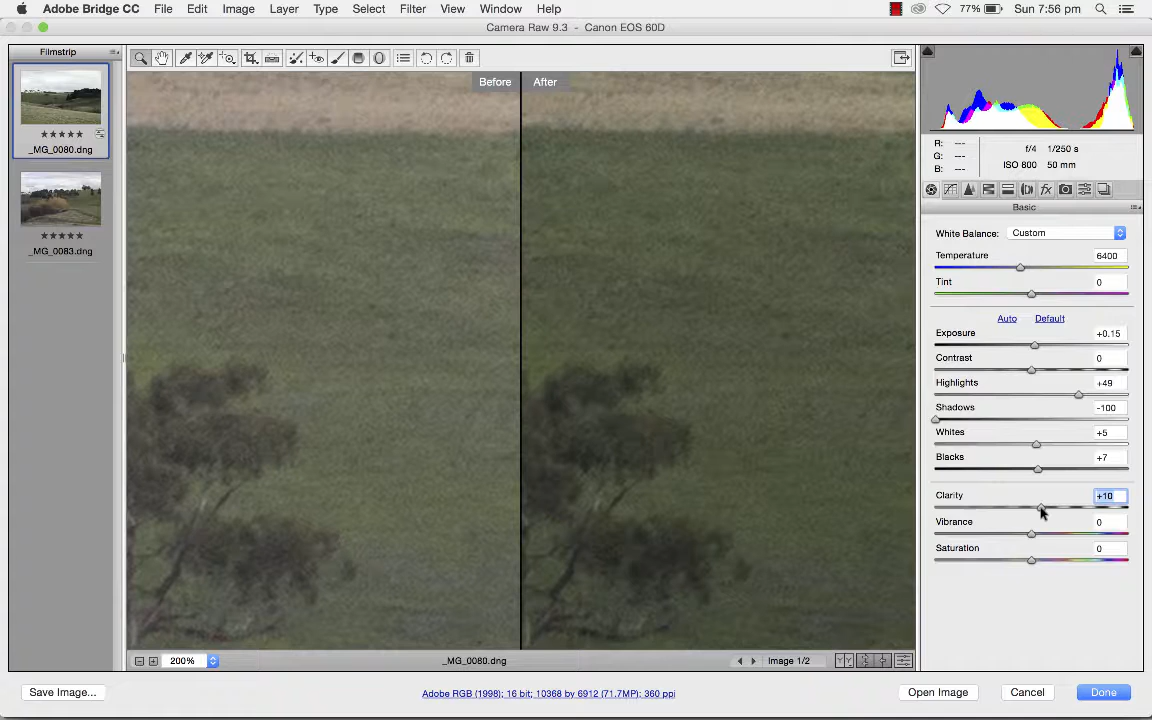 Adobe Bridge CC File Edit Image Layer Type Select Filter View Window Help 77% Sun 7:56 pm
Camera Raw 9.3 - Canon EOS 60D
Filmstrip
_MG_0080.dng
_MG_0083.dng
Before After
R: ---
G: ---
B: ---
f/4 1/250 s
ISO 800 50 mm
Basic
White Balance: Custom
Temperature 6400
Tint 0
Auto Default
Exposure +0.15
Contrast 0
Highlights +49
Shadows -100
Whites +5
Blacks +7
Clarity +10
Vibrance 0
Saturation 0
200% _MG_0080.dng Image 1/2 Y Y
Save Image... Adobe RGB (1998); 16 bit; 10368 by 6912 (71.7MP); 360 ppi Open Image Cancel Done